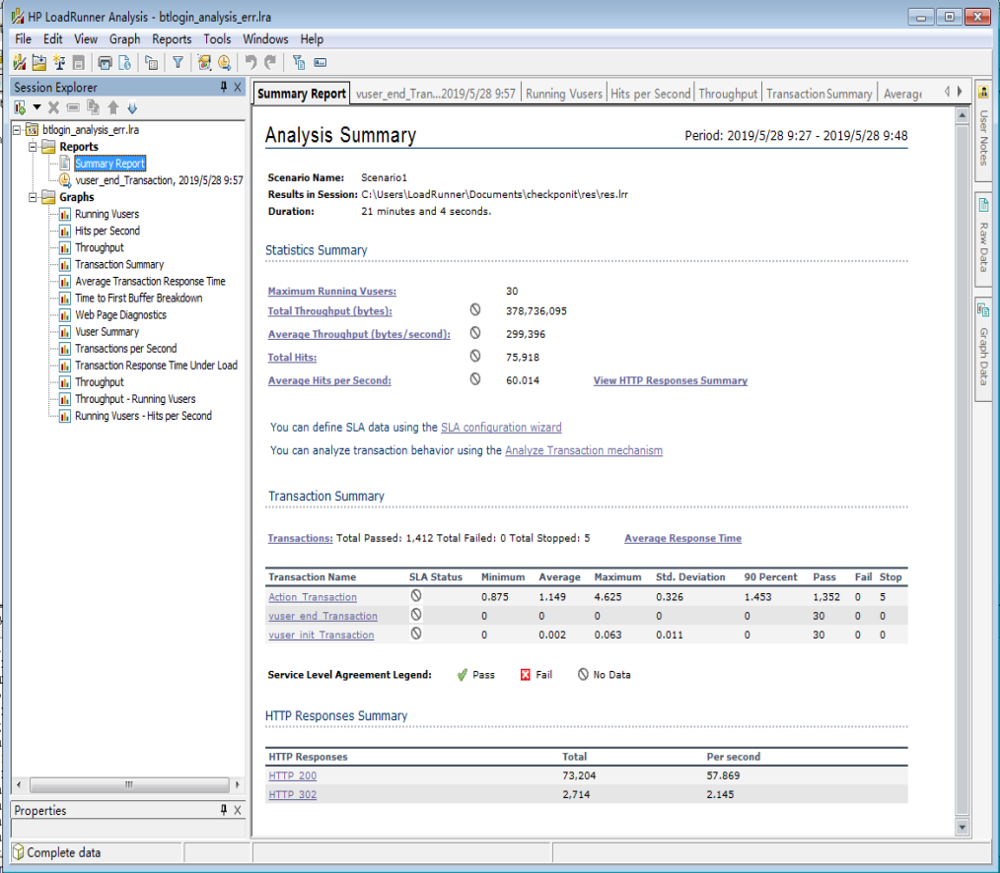 HP LoadRunner Analysis - btlogin_analysis_err.lra
File Edit View Graph Reports Tools Windows Help
Session Explorer
btlogin_analysis_err.lra
Reports
Summary Report
vuser_end_Transaction, 2019/5/28 9:57
Graphs
Running Vusers
Hits per Second
Throughput
Transaction Summary
Average Transaction Response Time
Time to First Buffer Breakdown
Web Page Diagnostics
Vuser Summary
Transactions per Second
Transaction Response Time Under Load
Throughput
Throughput - Running Vusers
Running Vusers - Hits per Second
Properties
Complete data
Summary Report vuser_end_Tran...2019/5/28 9:57 Running Vusers Hits per Second Throughput Transaction Summary Average
Analysis Summary Period: 2019/5/28 9:27 - 2019/5/28 9:48
Scenario Name: Scenario1
Results in Session: C:\Users\LoadRunner\Documents\checkponit\res\res.lrr
Duration: 21 minutes and 4 seconds.
Statistics Summary
Maximum Running Vusers: 30
Total Throughput (bytes): 378,736,095
Average Throughput (bytes/second): 299,396
Total Hits: 75,918
Average Hits per Second: 60.014 View HTTP Responses Summary
You can define SLA data using the SLA configuration wizard
You can analyze transaction behavior using the Analyze Transaction mechanism
Transaction Summary
Transactions: Total Passed: 1,412 Total Failed: 0 Total Stopped: 5 Average Response Time
Transaction Name SLA Status Minimum Average Maximum Std. Deviation 90 Percent Pass Fail Stop
Action_Transaction 0.875 1.149 4.625 0.326 1.453 1,352 0 5
vuser_end_Transaction 0 0 0 0 0 30 0 0
vuser_init_Transaction 0 0.002 0.063 0.011 0 30 0 0
Service Level Agreement Legend: Pass Fail No Data
HTTP Responses Summary
HTTP Responses Total Per second
HTTP_200 73,204 57.869
HTTP_302 2,714 2.145
User Notes
Raw Data
Graph Data